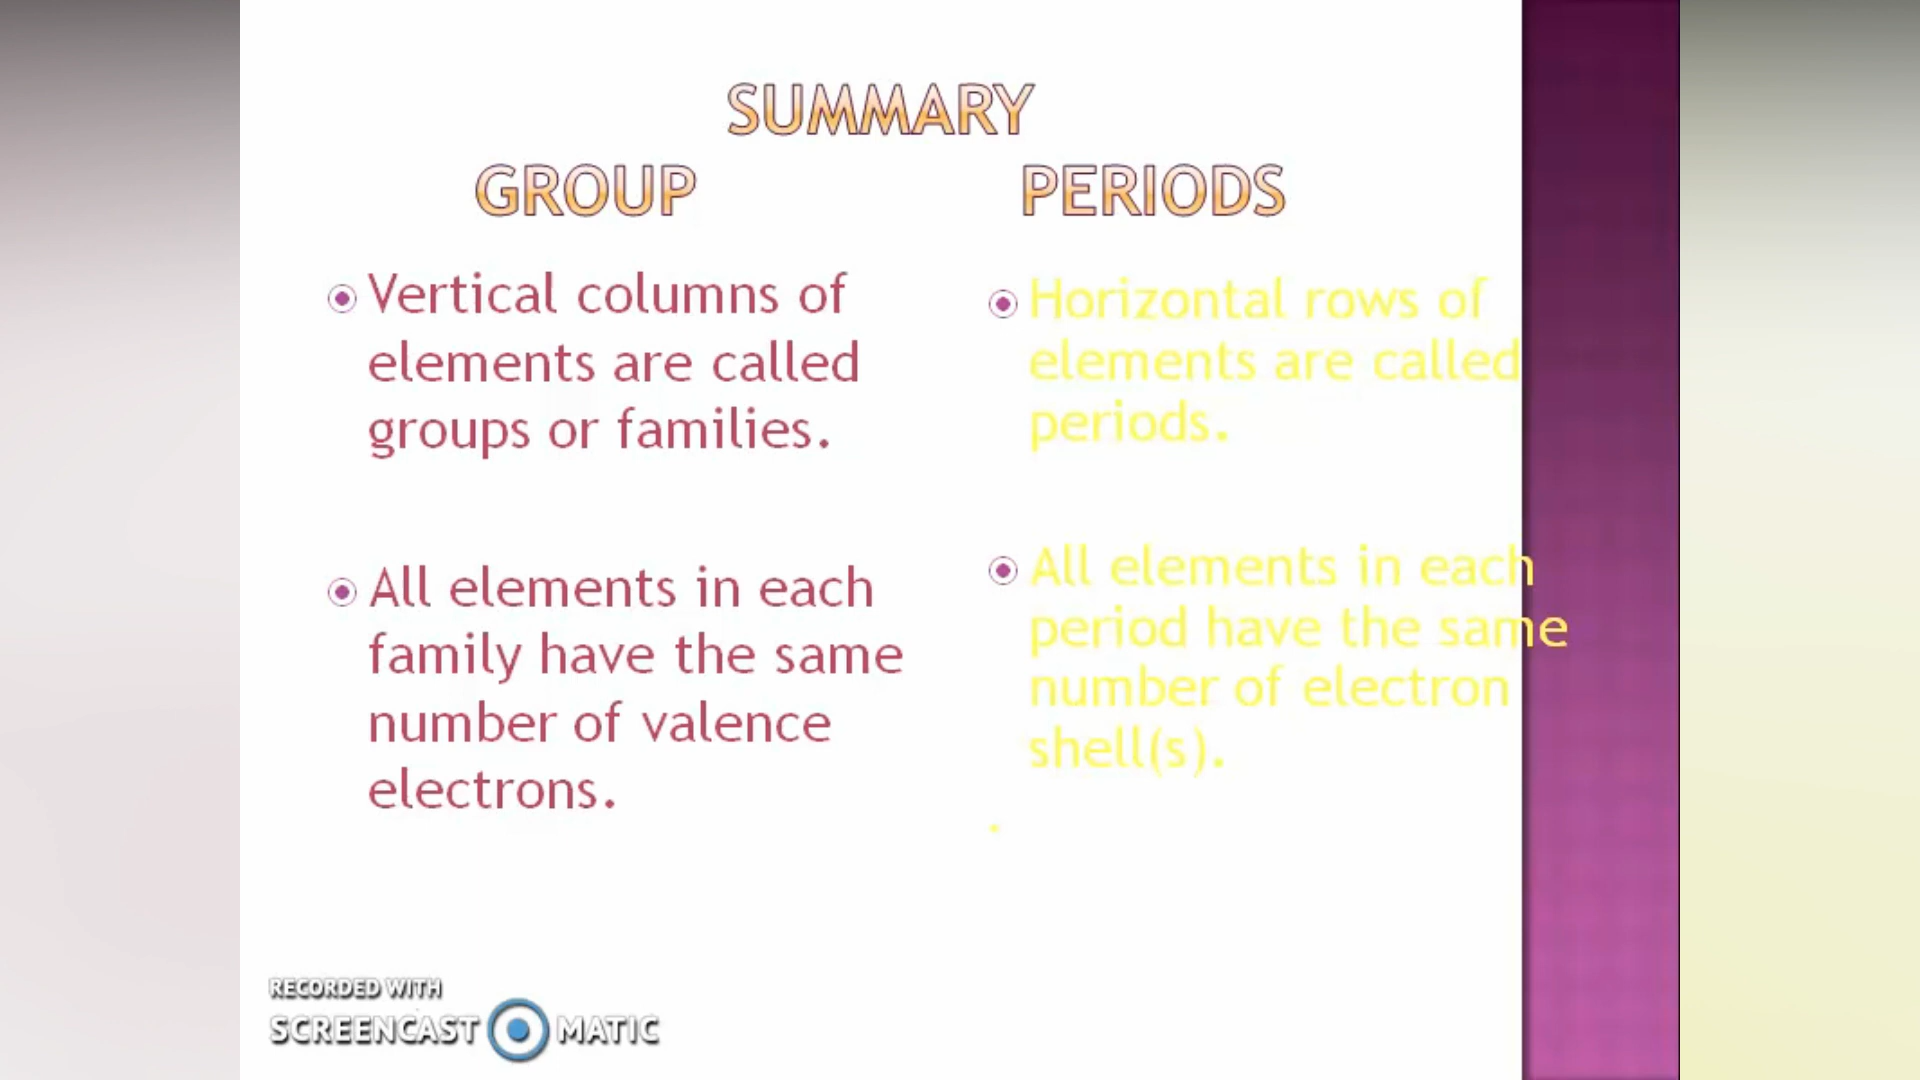 SUMMARY
GROUP
PERIODS
Vertical columns of
elements are called
groups or families.
All elements in each
family have the same
number of valence
electrons.
Horizontal rows of
elements are called
periods.
All elements in each
period have the same
number of electron
shell(s).
.
RECORDED WITH
SCREENCAST MATIC